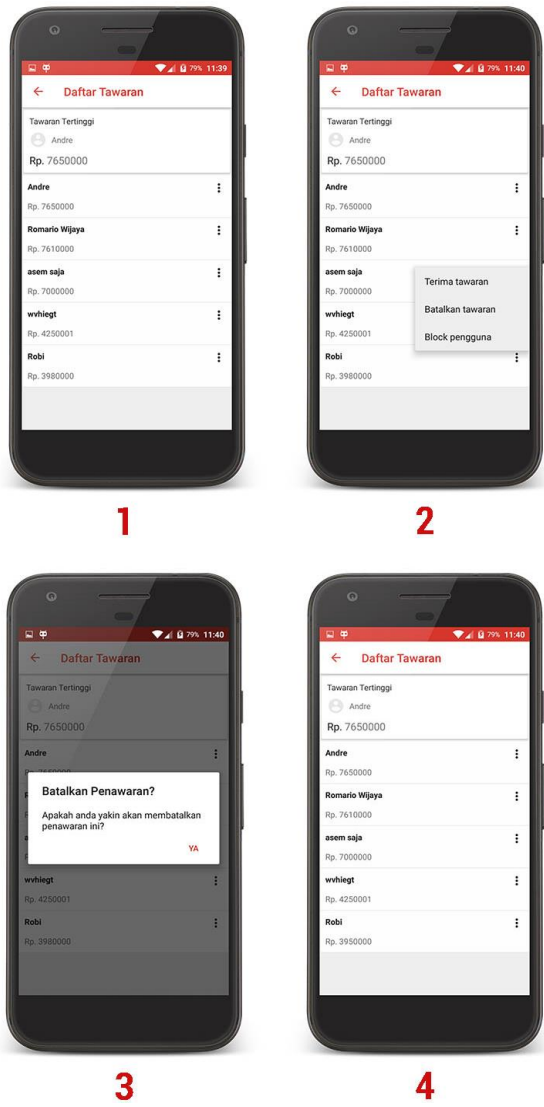 79% 11:39
Daftar Tawaran
Tawaran Tertinggi
Andre
Rp. 7650000
Andre
Rp. 7650000
Romario Wijaya
Rp. 7610000
asem saja
Rp. 7000000
wvhiegt
Rp. 4250001
Robi
Rp. 3980000
1
79% 11:40
Daftar Tawaran
Tawaran Tertinggi
Andre
Rp. 7650000
Andre
Rp. 7650000
Romario Wijaya
Rp. 7610000
asem saja
Rp. 7000000
wvhiegt
Rp. 4250001
Robi
Rp. 3980000
Terima tawaran
Batalkan tawaran
Block pengguna
2
79% 11:40
Daftar Tawaran
Tawaran Tertinggi
Andre
Rp. 7650000
Andre
Rp. 7650000
Batalkan Penawaran?
Apakah anda yakin akan membatalkan
penawaran ini?
YA
wvhiegt
Rp. 4250001
Robi
Rp. 3980000
3
79% 11:40
Daftar Tawaran
Tawaran Tertinggi
Andre
Rp. 7650000
Andre
Rp. 7650000
Romario Wijaya
Rp. 7610000
asem saja
Rp. 7000000
wvhiegt
Rp. 4250001
Robi
Rp. 3950000
4